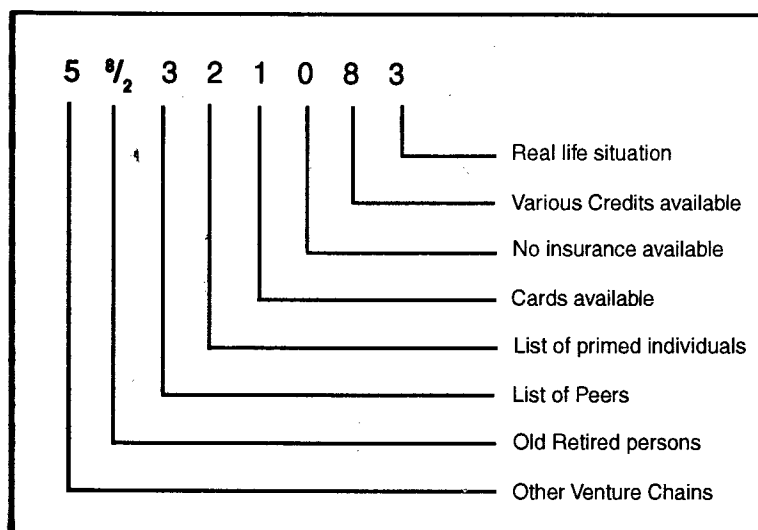 5 8/2 3 2 1 0 8 3
Real life situation
Various Credits available
No insurance available
Cards available
List of primed individuals
List of Peers
Old Retired persons
Other Venture Chains